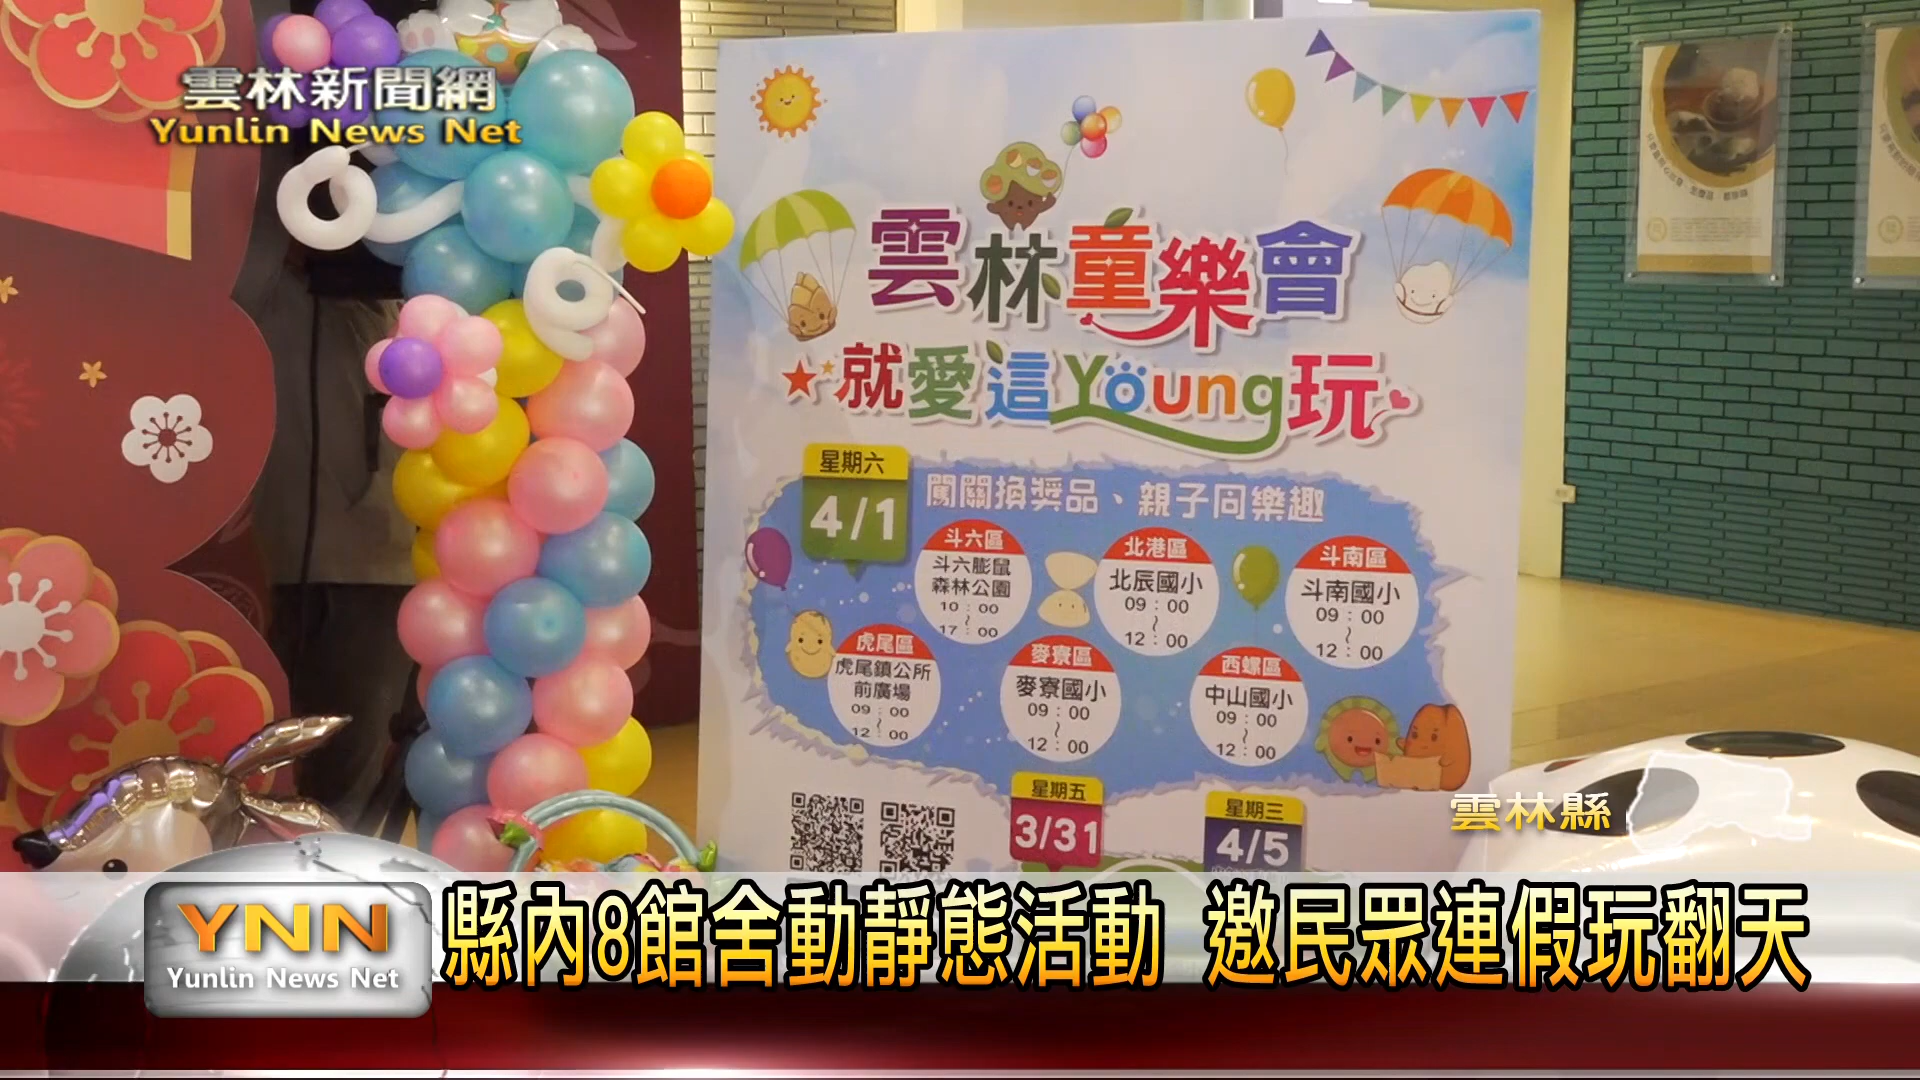 雲林新聞網
Yunlin News Net
雲林童樂會
就愛這Young玩
星期六
4/1
闖關換獎品、親子同樂趣
斗六區
斗六膨鼠
森林公園
10：00
~
17：00
北港區
北辰國小
09：00
~
12：00
斗南區
斗南國小
09：00
~
12：00
虎尾區
虎尾鎮公所
前廣場
09：00
~
12：00
麥寮區
麥寮國小
09：00
~
12：00
西螺區
中山國小
09：00
~
12：00
星期五
3/31
星期三
4/5
雲林縣
YNN
Yunlin News Net
縣內8館舍動靜態活動 邀民眾連假玩翻天